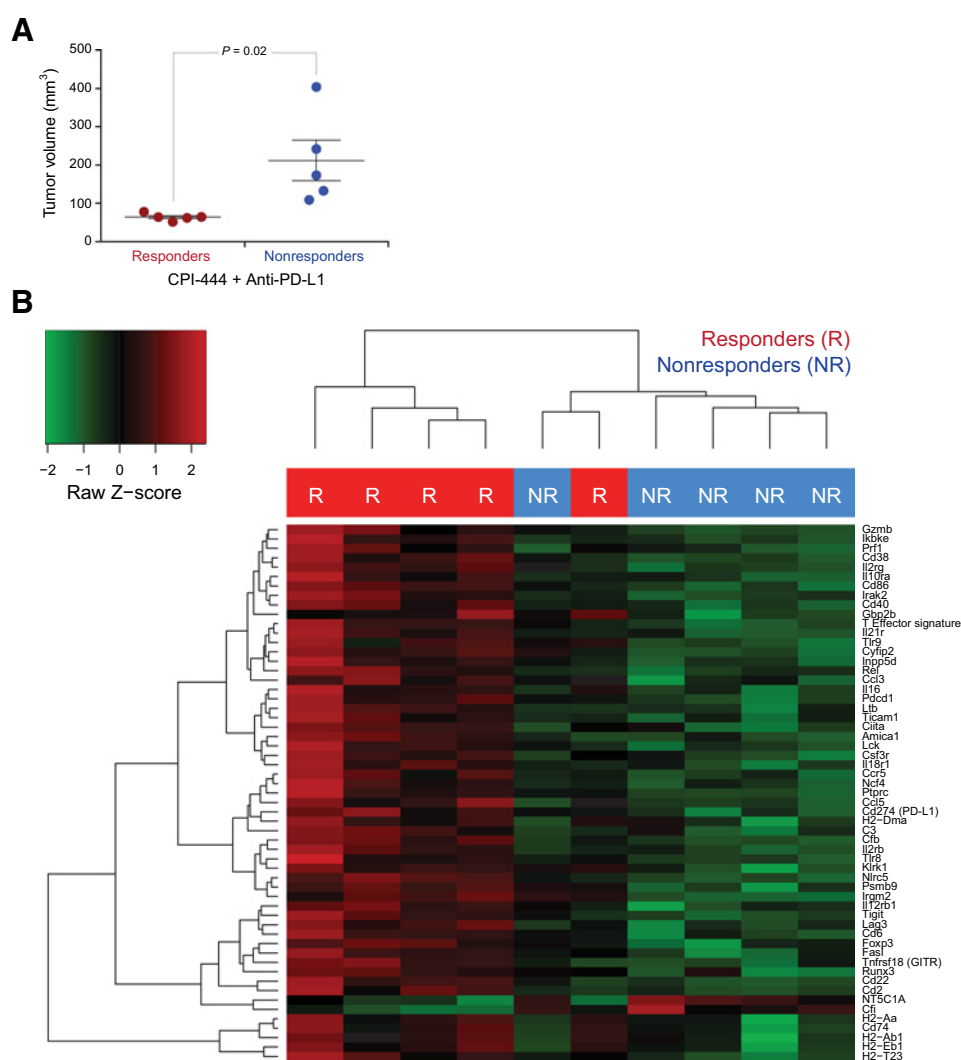 A
500
400
300
200
100
0
Tumor volume (mm³)
P = 0.02
Responders
Nonresponders
CPI-444 + Anti-PD-L1
B
−2 −1 0 1 2
Raw Z−score
Responders (R)
Nonresponders (NR)
R R R R NR R NR NR NR NR
Gzmb
Ikbke
Prf1
Cd38
Il2rg
Il10ra
Cd86
Irak2
Cd40
Gbp2b
T Effector signature
Il21r
Tlr9
Cyfip2
Inpp5d
Rel
Ccl3
Il16
Pdcd1
Ltb
Ticam1
Ciita
Amica1
Lck
Csf3r
Il18r1
Ccr5
Ncf4
Ptprc
Ccl5
Cd274 (PD-L1)
H2−Dma
C3
Cfb
Il2rb
Tlr8
Klrk1
Nlrc5
Psmb9
Irgm2
Il12rb1
Tigit
Lag3
Cd6
Foxp3
Fasl
Tnfrsf18 (GITR)
Runx3
Cd22
Cd2
NT5C1A
Cfi
H2−Aa
Cd74
H2−Ab1
H2−Eb1
H2−T23